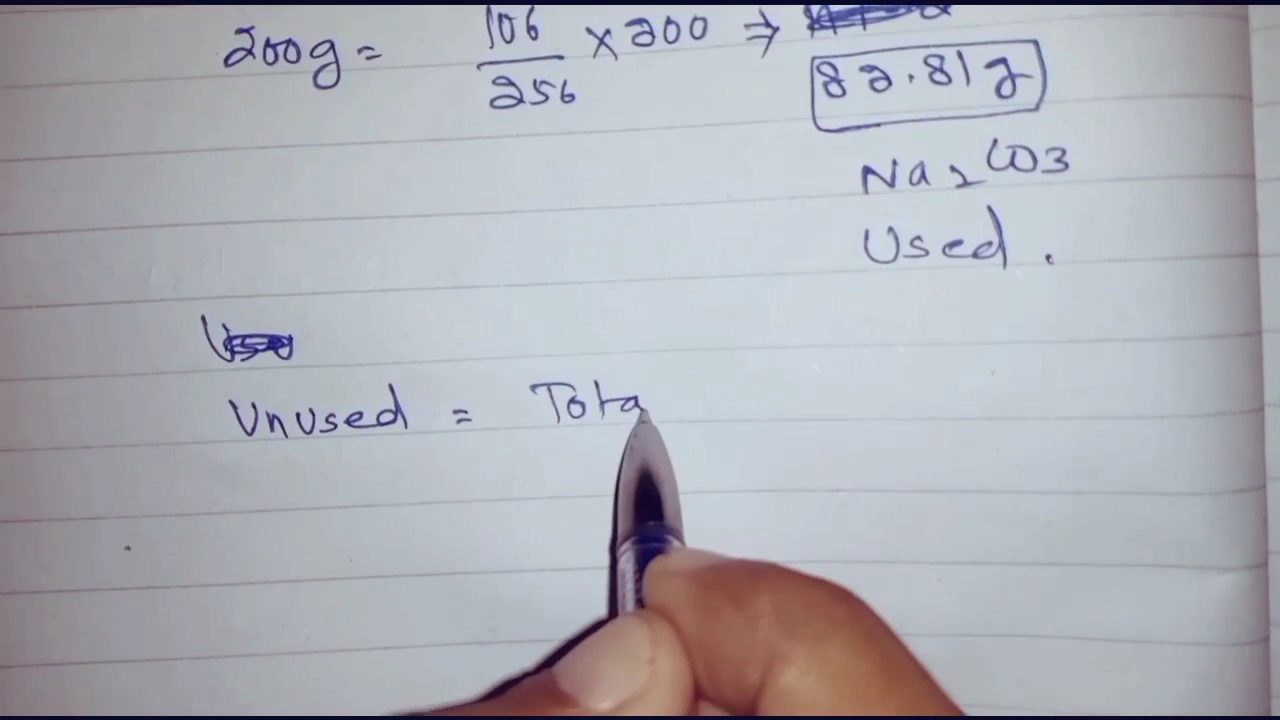 200g = 106/256 × 200 ⇒
82.81g
Na2CO3
Used.
Unused = Tota